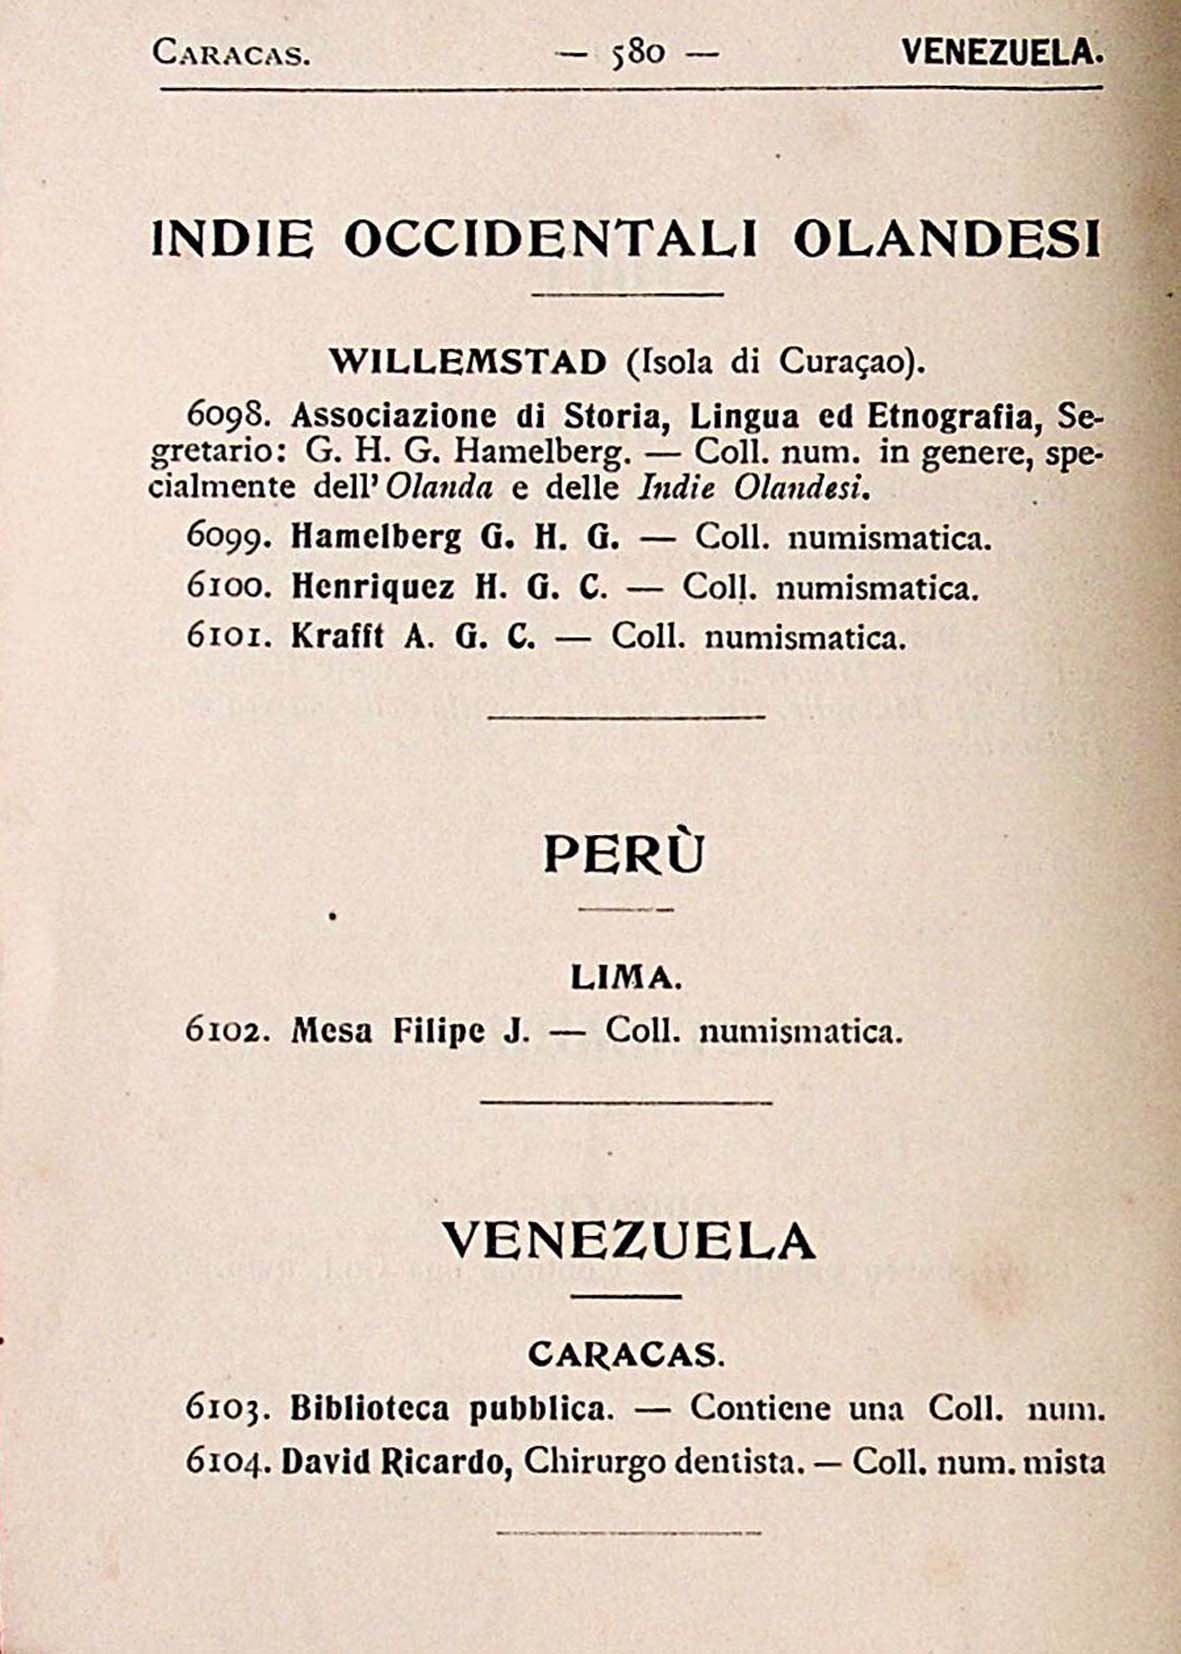 CARACAS. — 580 — VENEZUELA.
INDIE OCCIDENTALI OLANDESI
WILLEMSTAD (Isola di Curaçao).
6098. Associazione di Storia, Lingua ed Etnografia, Se-
gretario: G. H. G. Hamelberg. — Coll. num. in genere, spe-
cialmente dell' Olanda e delle Indie Olandesi.
6099. Hamelberg G. H. G. — Coll. numismatica.
6100. Henriquez H. G. C. — Coll. numismatica.
6101. Krafft A. G. C. — Coll. numismatica.
PERÙ
LIMA.
6102. Mesa Filipe J. — Coll. numismatica.
VENEZUELA
CARACAS.
6103. Biblioteca pubblica. — Contiene una Coll. num.
6104. David Ricardo, Chirurgo dentista. — Coll. num. mista